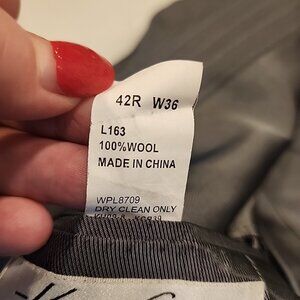 42R W36
L163
100%WOOL
MADE IN CHINA
WPL8709
DRY CLEAN ONLY